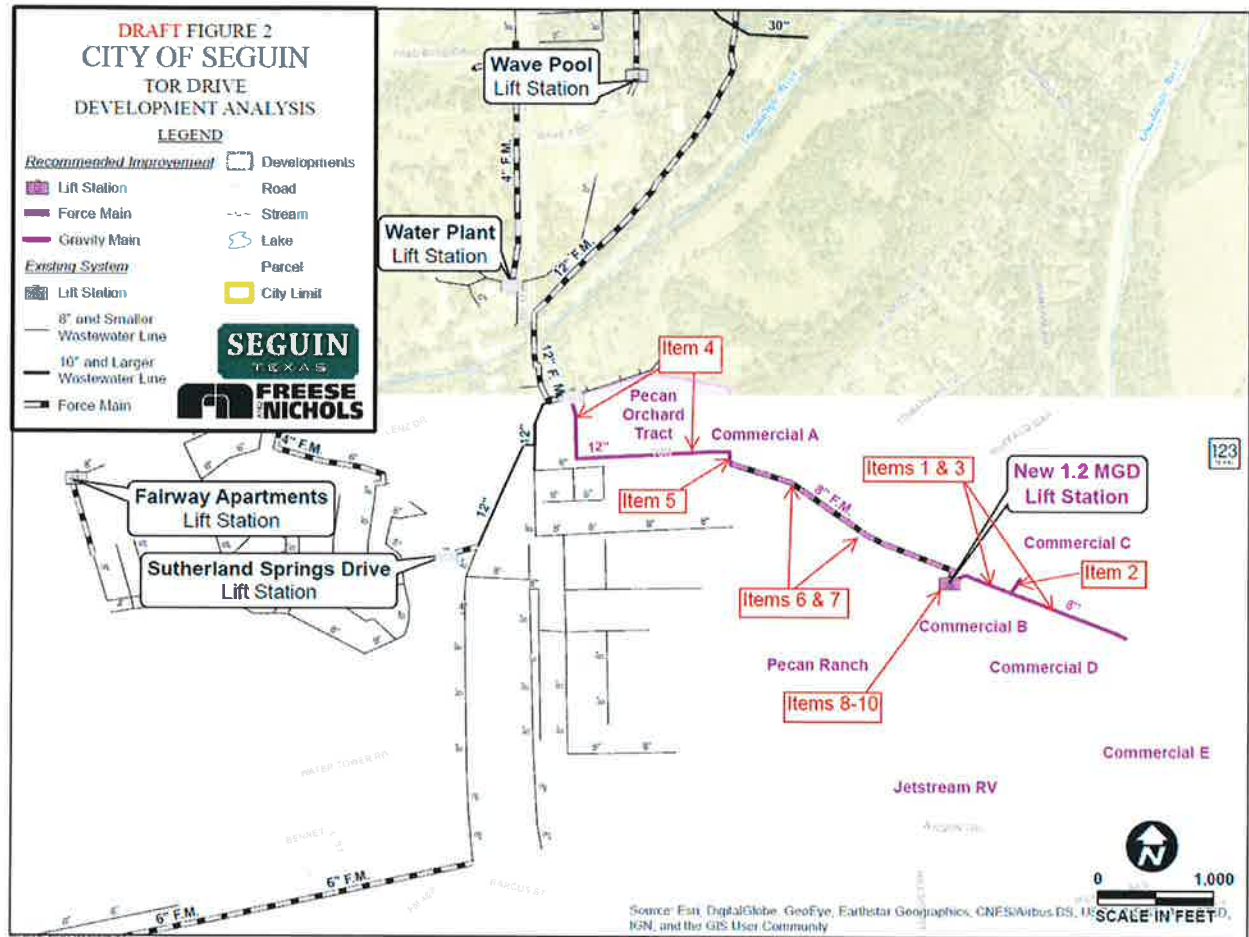 DRAFT FIGURE 2
CITY OF SEGUIN
TOR DRIVE
DEVELOPMENT ANALYSIS
LEGEND
Recommended Improvement
Lift Station
Force Main
Gravity Main
Existing System
Lift Station
8" and Smaller
Wastewater Line
10" and Larger
Wastewater Line
Force Main
Developments
Road
Stream
Lake
Parcel
City Limit
SEGUIN
TEXAS
FREESE
AND NICHOLS
30"
Wave Pool
Lift Station
4" F.M.
Water Plant
Lift Station
12" F.M.
12" F.M.
Item 4
Pecan
Orchard
Tract
Commercial A
12"
12"
12"
Item 5
8" F.M.
Items 1 & 3
New 1.2 MGD
Lift Station
123
Commercial C
Item 2
8"
Items 6 & 7
Commercial B
Commercial D
Pecan Ranch
Items 8-10
Commercial E
Jetstream RV
4" F.M.
Fairway Apartments
Lift Station
Sutherland Springs Drive
Lift Station
WATER TOWER RD
6" F.M.
6" F.M.
N
0 1,000
SCALE IN FEET
Source: Esri, DigitalGlobe, GeoEye, Earthstar Geographics, CNES/Airbus DS,
IGN, and the GIS User Community